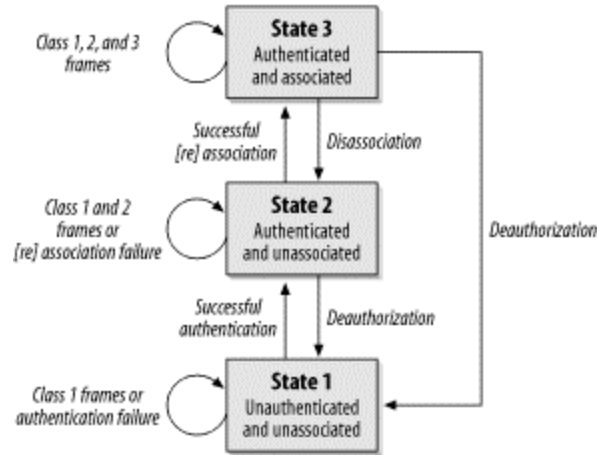 State 3
Authenticated
and associated
Class 1, 2, and 3
frames
Successful
[re] association
Disassociation
State 2
Authenticated
and unassociated
Class 1 and 2
frames or
[re] association failure
Deauthorization
Successful
authentication
Deauthorization
State 1
Unauthenticated
and unassociated
Class 1 frames or
authentication failure